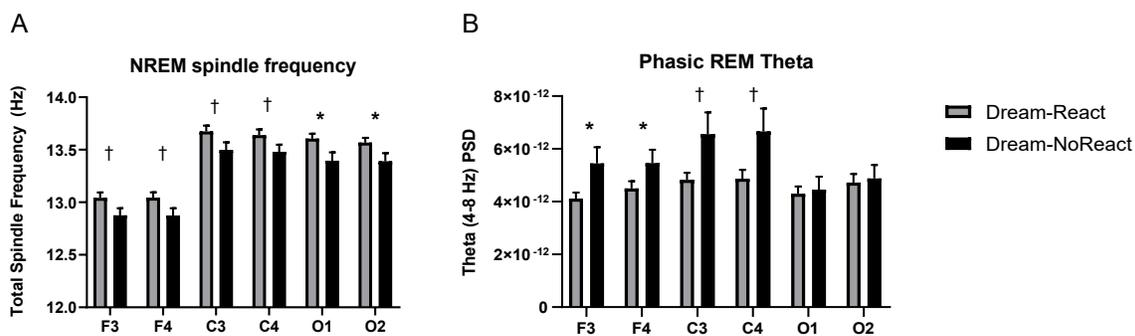 A
NREM spindle frequency
Total Spindle Frequency (Hz)
14.0
13.5
13.0
12.5
12.0
† † † † * *
F3 F4 C3 C4 O1 O2
B
Phasic REM Theta
Theta (4-8 Hz) PSD
8×10-12
6×10-12
4×10-12
2×10-12
0
* * † †
F3 F4 C3 C4 O1 O2
Dream-React
Dream-NoReact